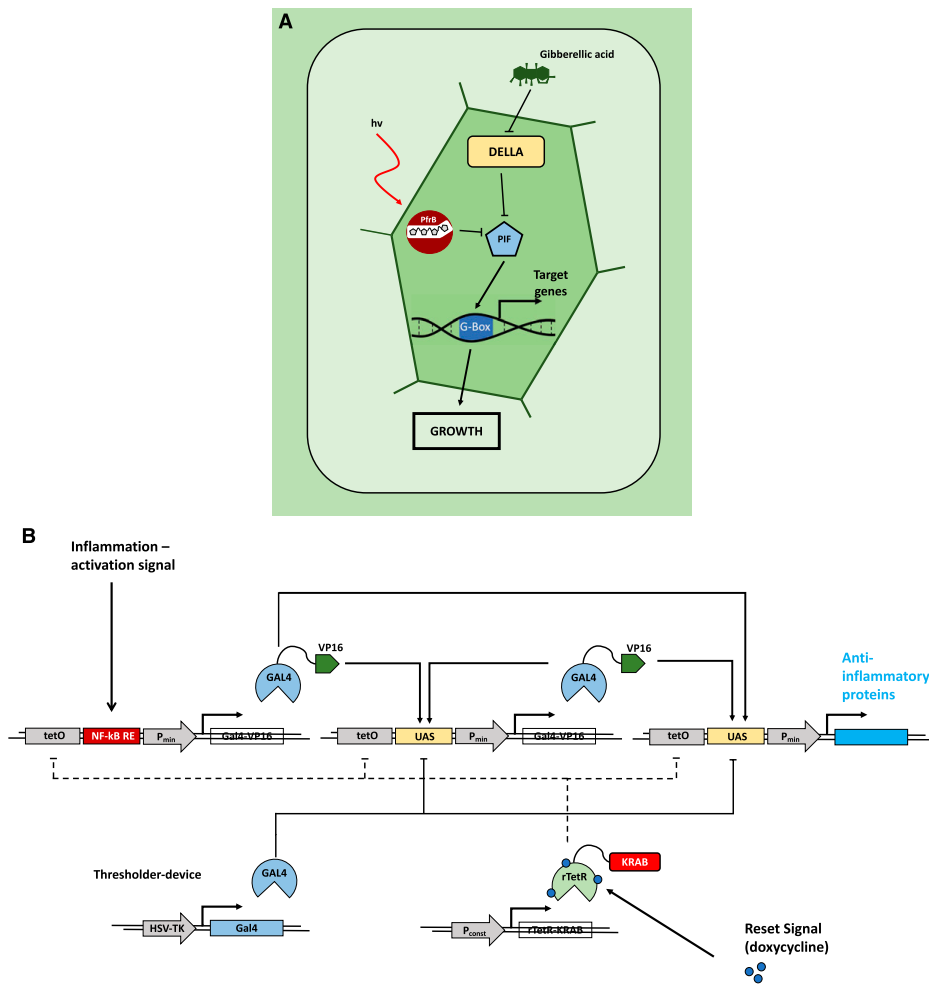 A
Gibberellic acid
hv
DELLA
PfrB
PIF
Target
genes
G-Box
GROWTH
B
Inflammation –
activation signal
VP16
GAL4
VP16
GAL4
Anti-
inflammatory
proteins
tetO NF-kB RE Pmin Gal4-VP16
tetO UAS Pmin Gal4-VP16
tetO UAS Pmin
Thresholder-device
GAL4
HSV-TK Gal4
KRAB
rTetR
Pconst rTetR-KRAB
Reset Signal
(doxycycline)